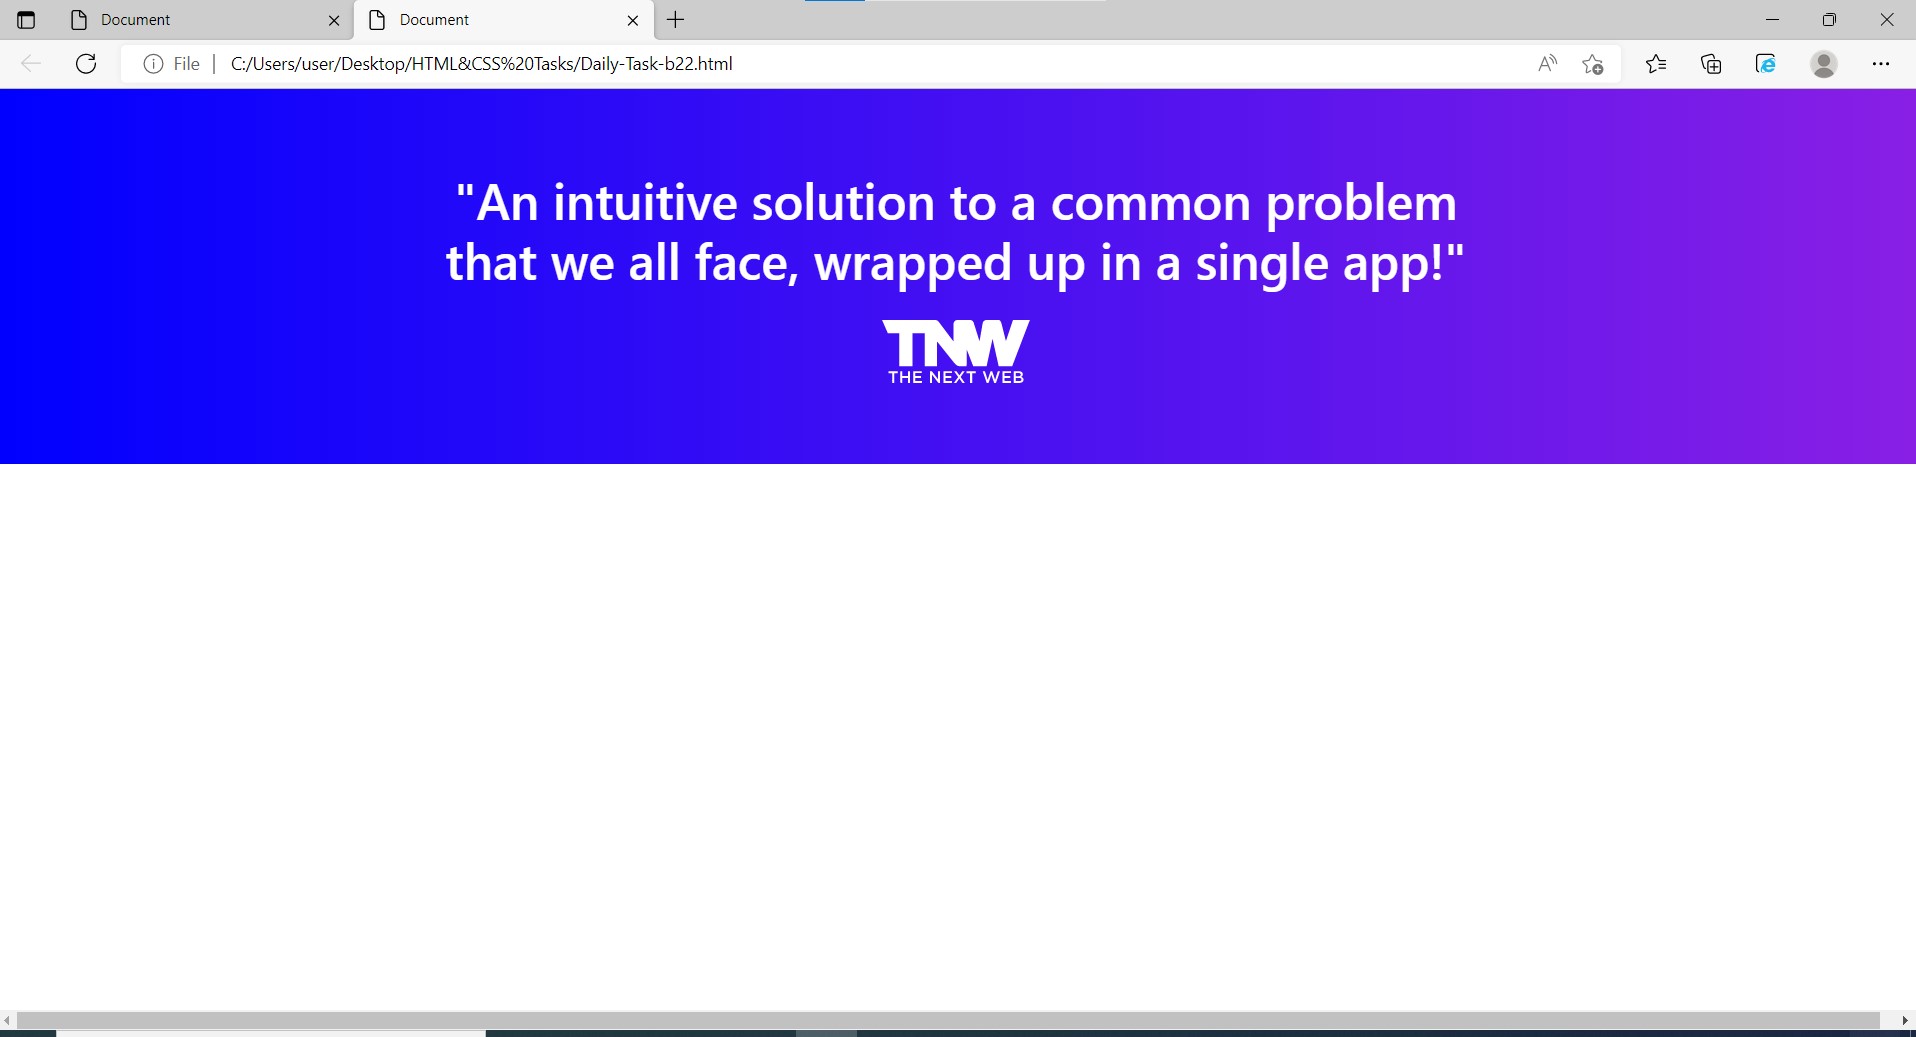 Document
Document
File
C:/Users/user/Desktop/HTML&CSS%20Tasks/Daily-Task-b22.html
"An intuitive solution to a common problem
that we all face, wrapped up in a single app!"
TNW
THE NEXT WEB